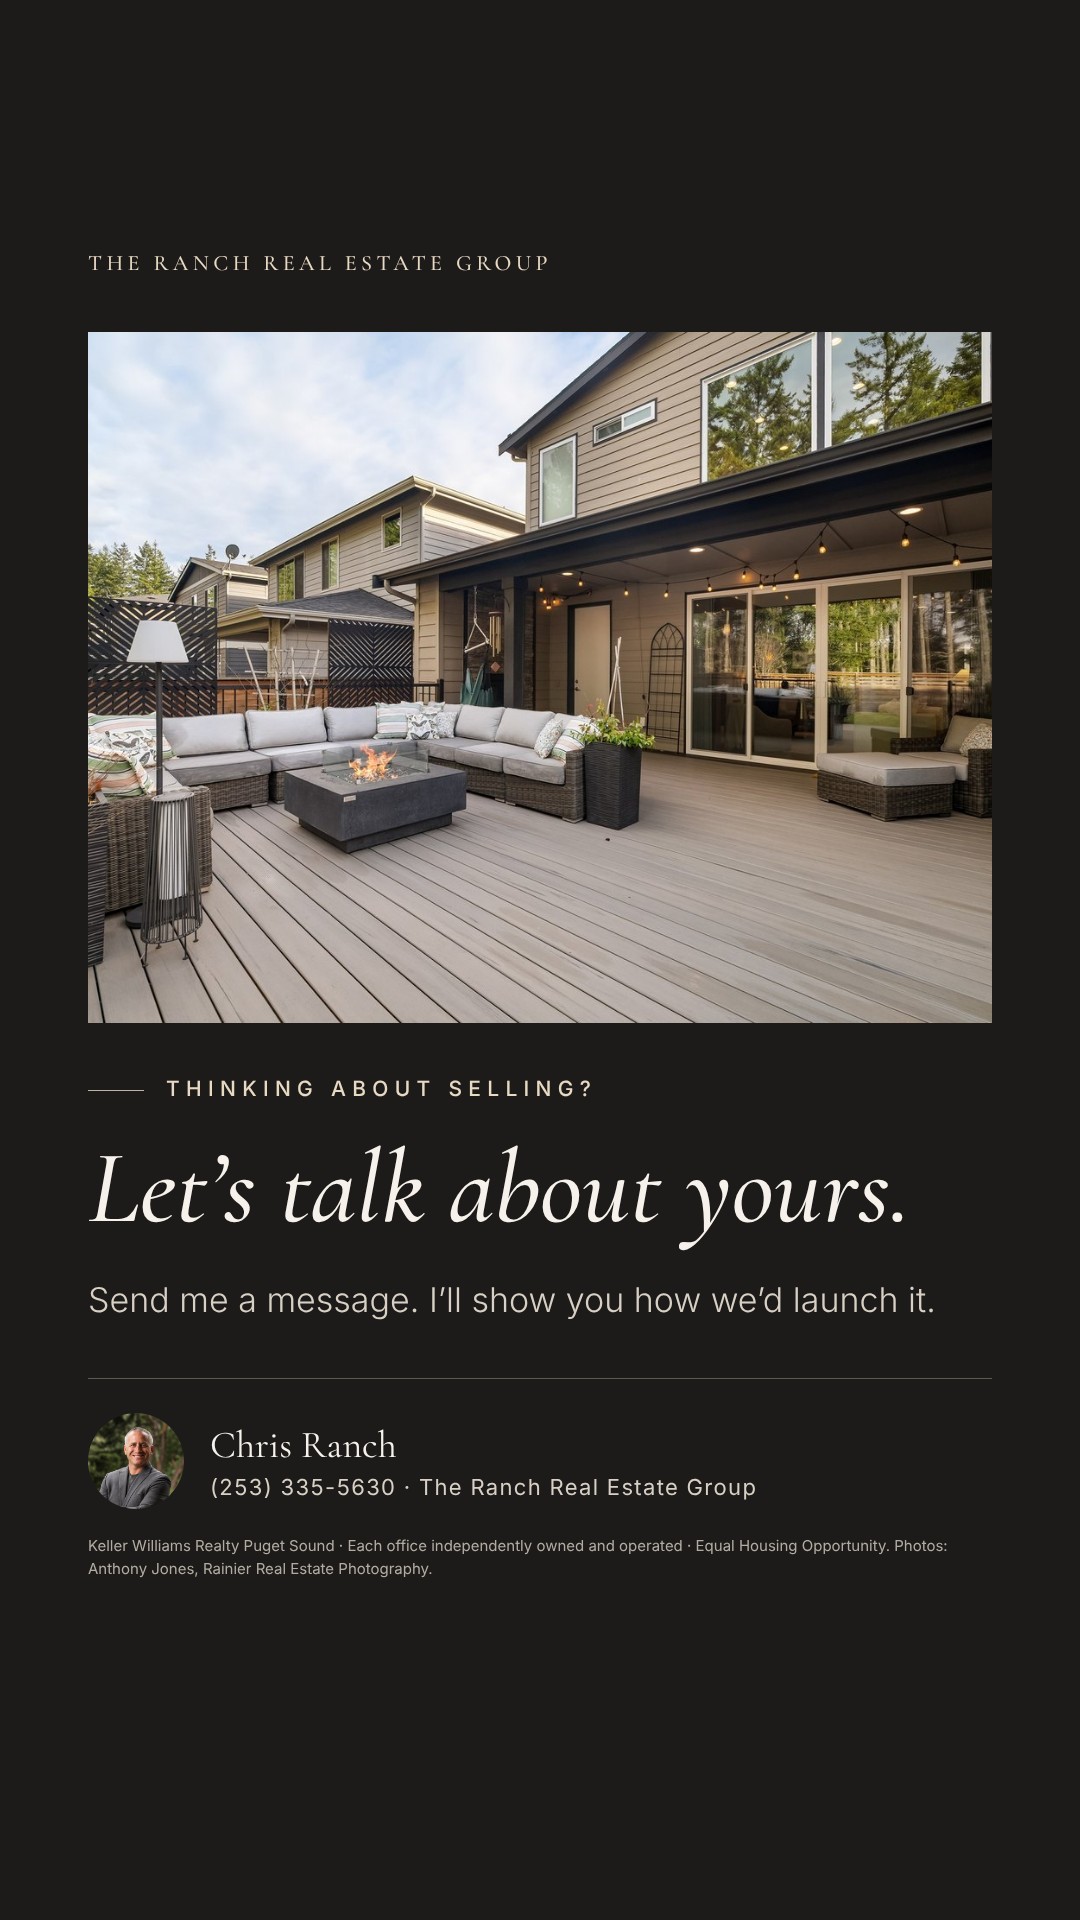 THE RANCH REAL ESTATE GROUP
THINKING ABOUT SELLING?
Let’s talk about yours.
Send me a message. I’ll show you how we’d launch it.
Chris Ranch
(253) 335-5630 · The Ranch Real Estate Group
Keller Williams Realty Puget Sound · Each office independently owned and operated · Equal Housing Opportunity. Photos:
Anthony Jones, Rainier Real Estate Photography.